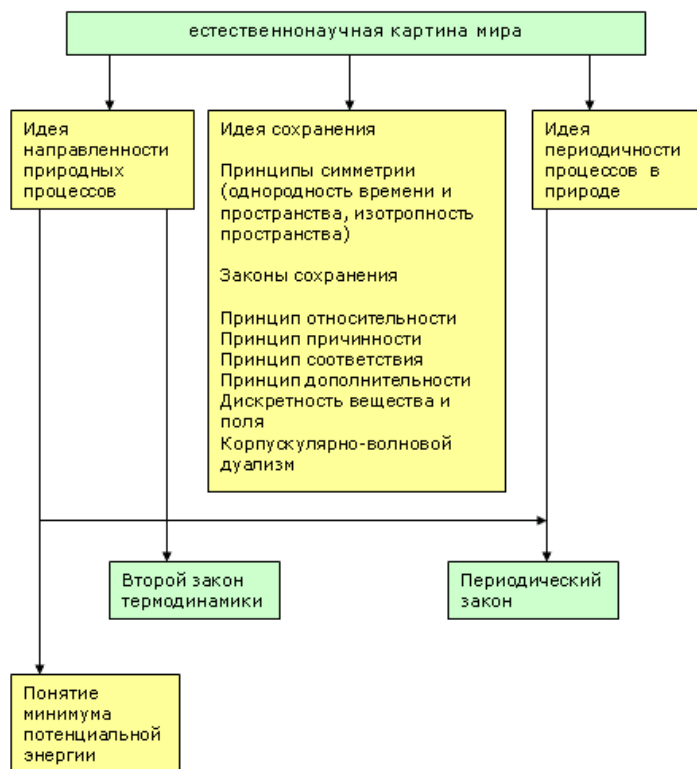 естественнонаучная картина мира
Идея
направленности
природных
процессов
Идея сохранения
Принципы симметрии
(однородность времени и
пространства, изотропность
пространства)
Законы сохранения
Принцип относительности
Принцип причинности
Принцип соответствия
Принцип дополнительности
Дискретность вещества и
поля
Корпускулярно-волновой
дуализм
Идея
периодичности
процессов в
природе
Второй закон
термодинамики
Периодический
закон
Понятие
минимума
потенциальной
энергии